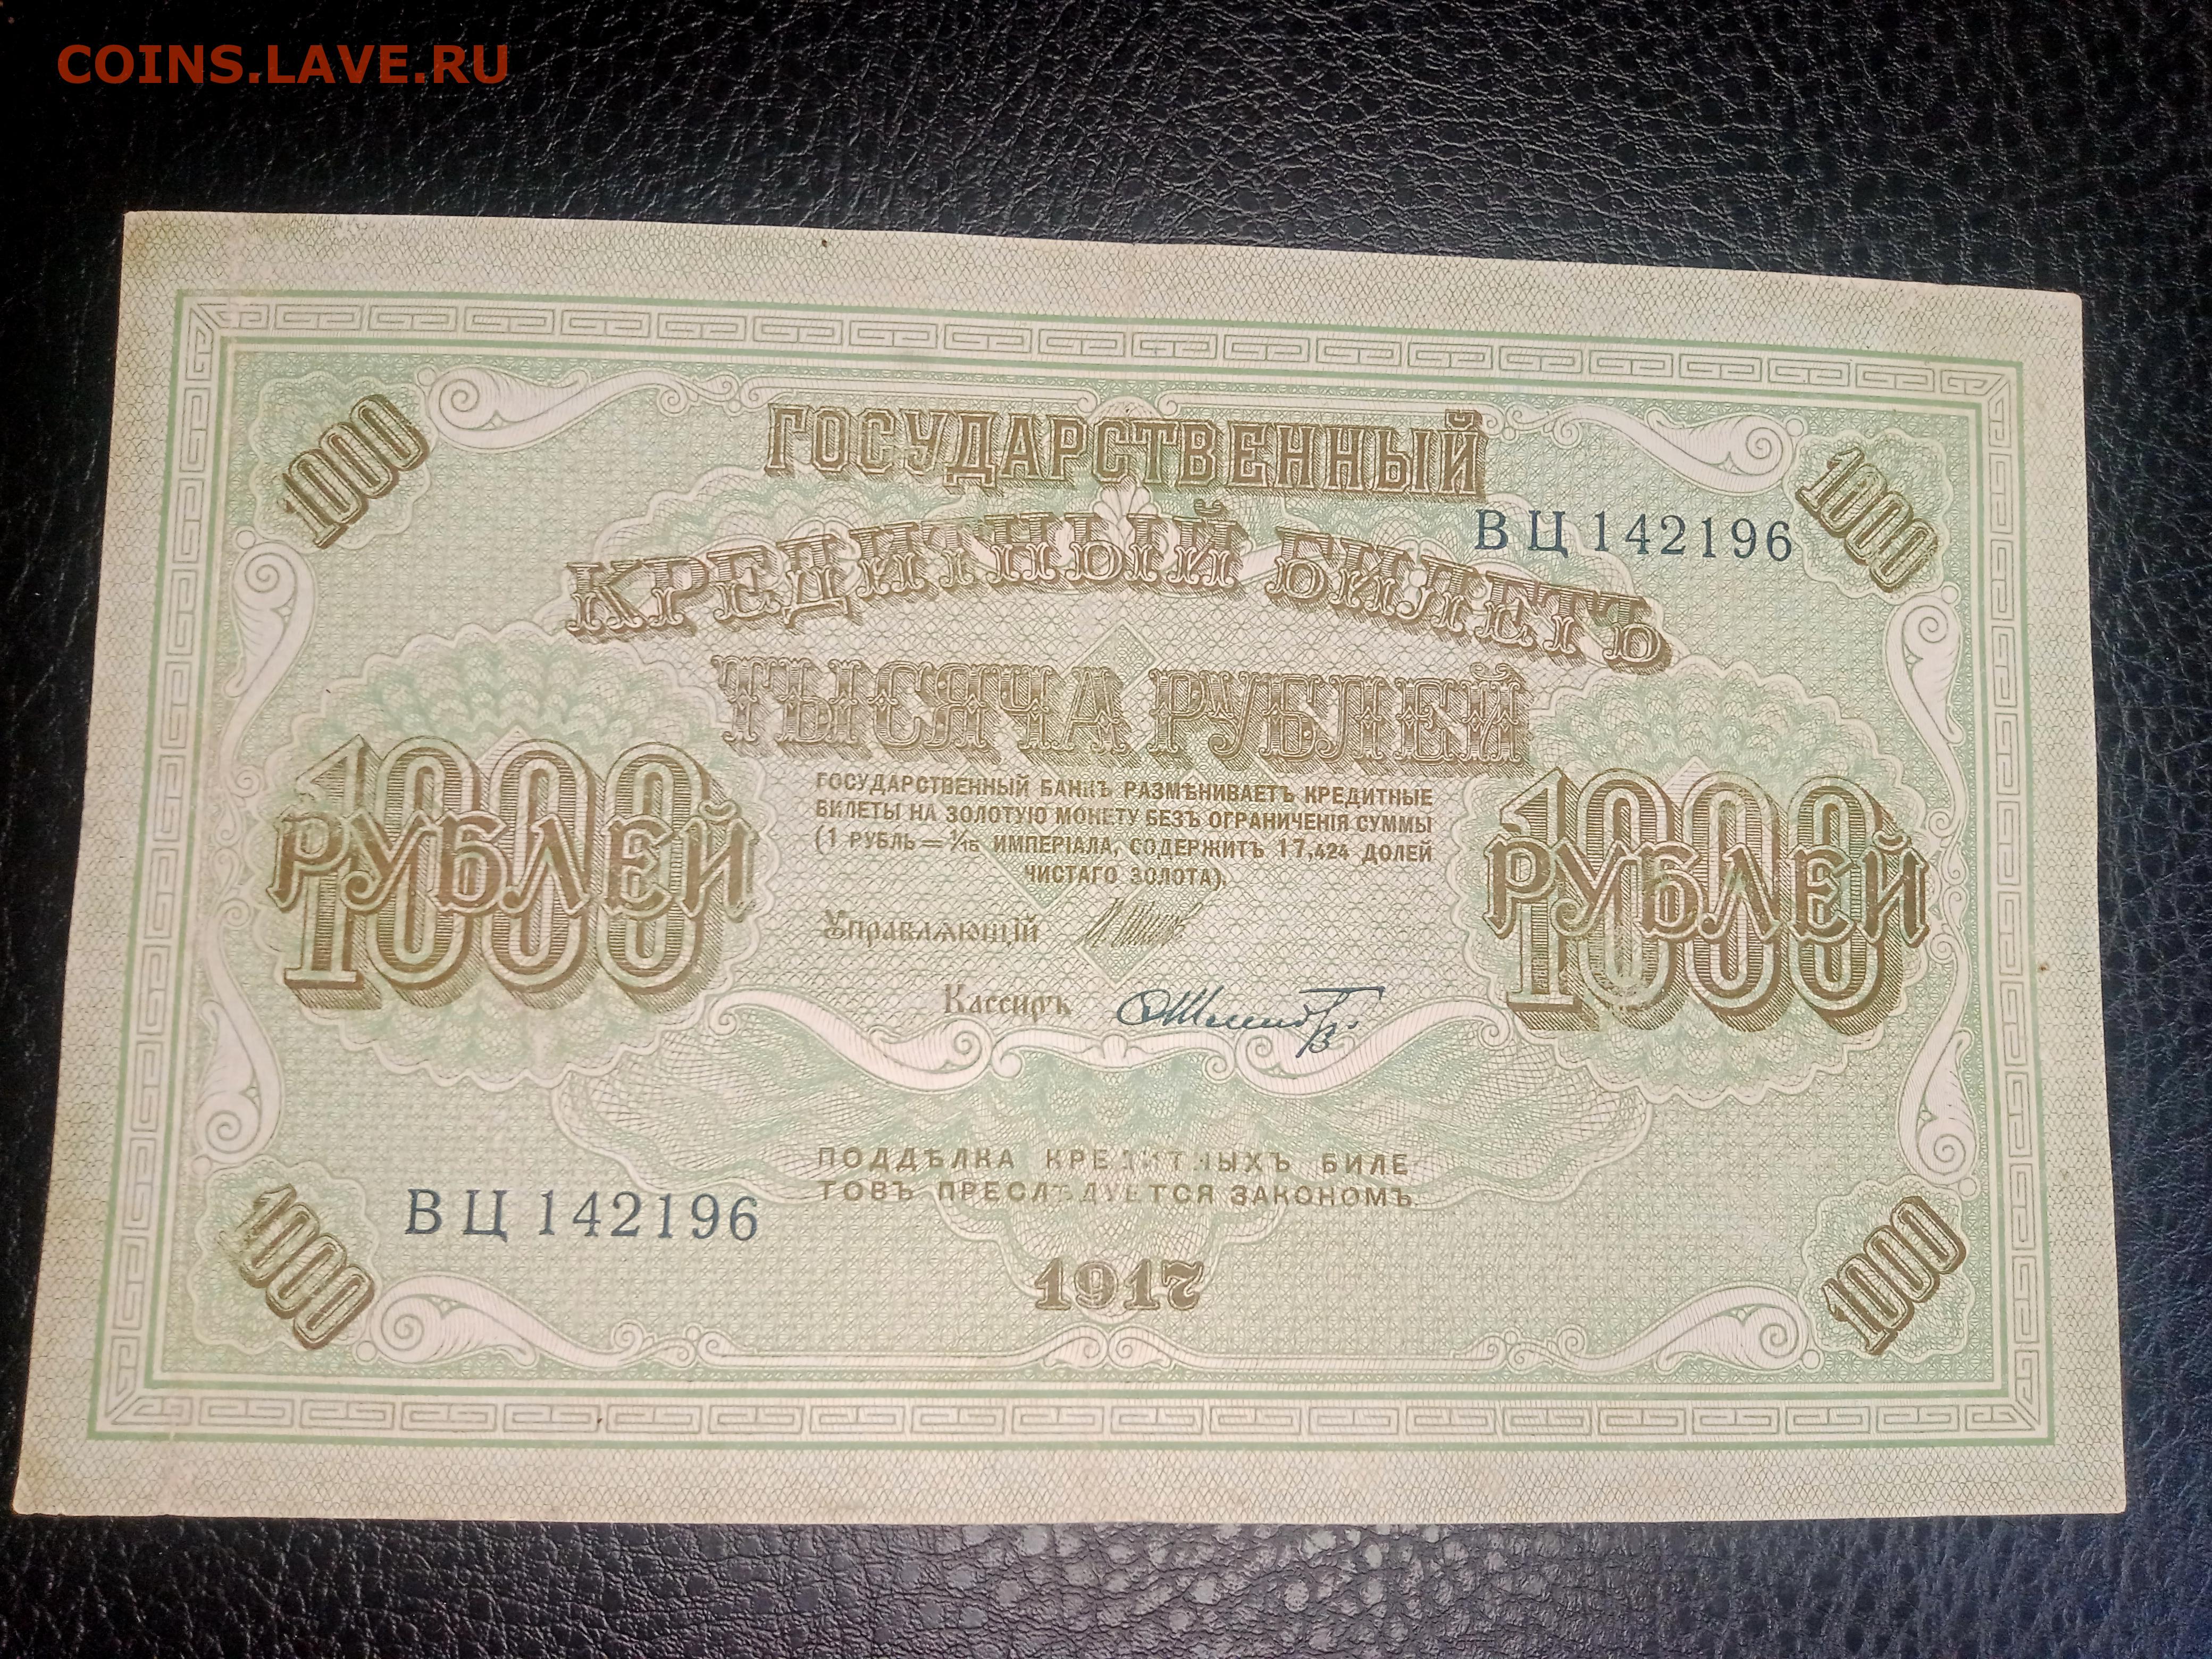 COINS.LAVE.RU
1000
1000
ГОСУДАРСТВЕННЫЙ
ВЦ 142196
КРЕДИТНЫЙ БИЛЕТЪ
ТЫСЯЧА РУБЛЕЙ
1000
РУБЛЕЙ
1000
РУБЛЕЙ
ГОСУДАРСТВЕННЫЙ БАНКЪ РАЗМѢНИВАЕТЪ КРЕДИТНЫЕ
БИЛЕТЫ НА ЗОЛОТУЮ МОНЕТУ БЕЗЪ ОГРАНИЧЕНІЯ СУММЫ
(1 РУБЛЬ = 1/15 ИМПЕРІАЛА, СОДЕРЖИТЪ 17,424 ДОЛЕЙ
ЧИСТАГО ЗОЛОТА).
Управляющій
Кассиръ
ПОДДѢЛКА КРЕДИТНЫХЪ БИЛЕ
ТОВЪ ПРЕСЛѢДУЕТСЯ ЗАКОНОМЪ.
ВЦ 142196
1000
1917
1000